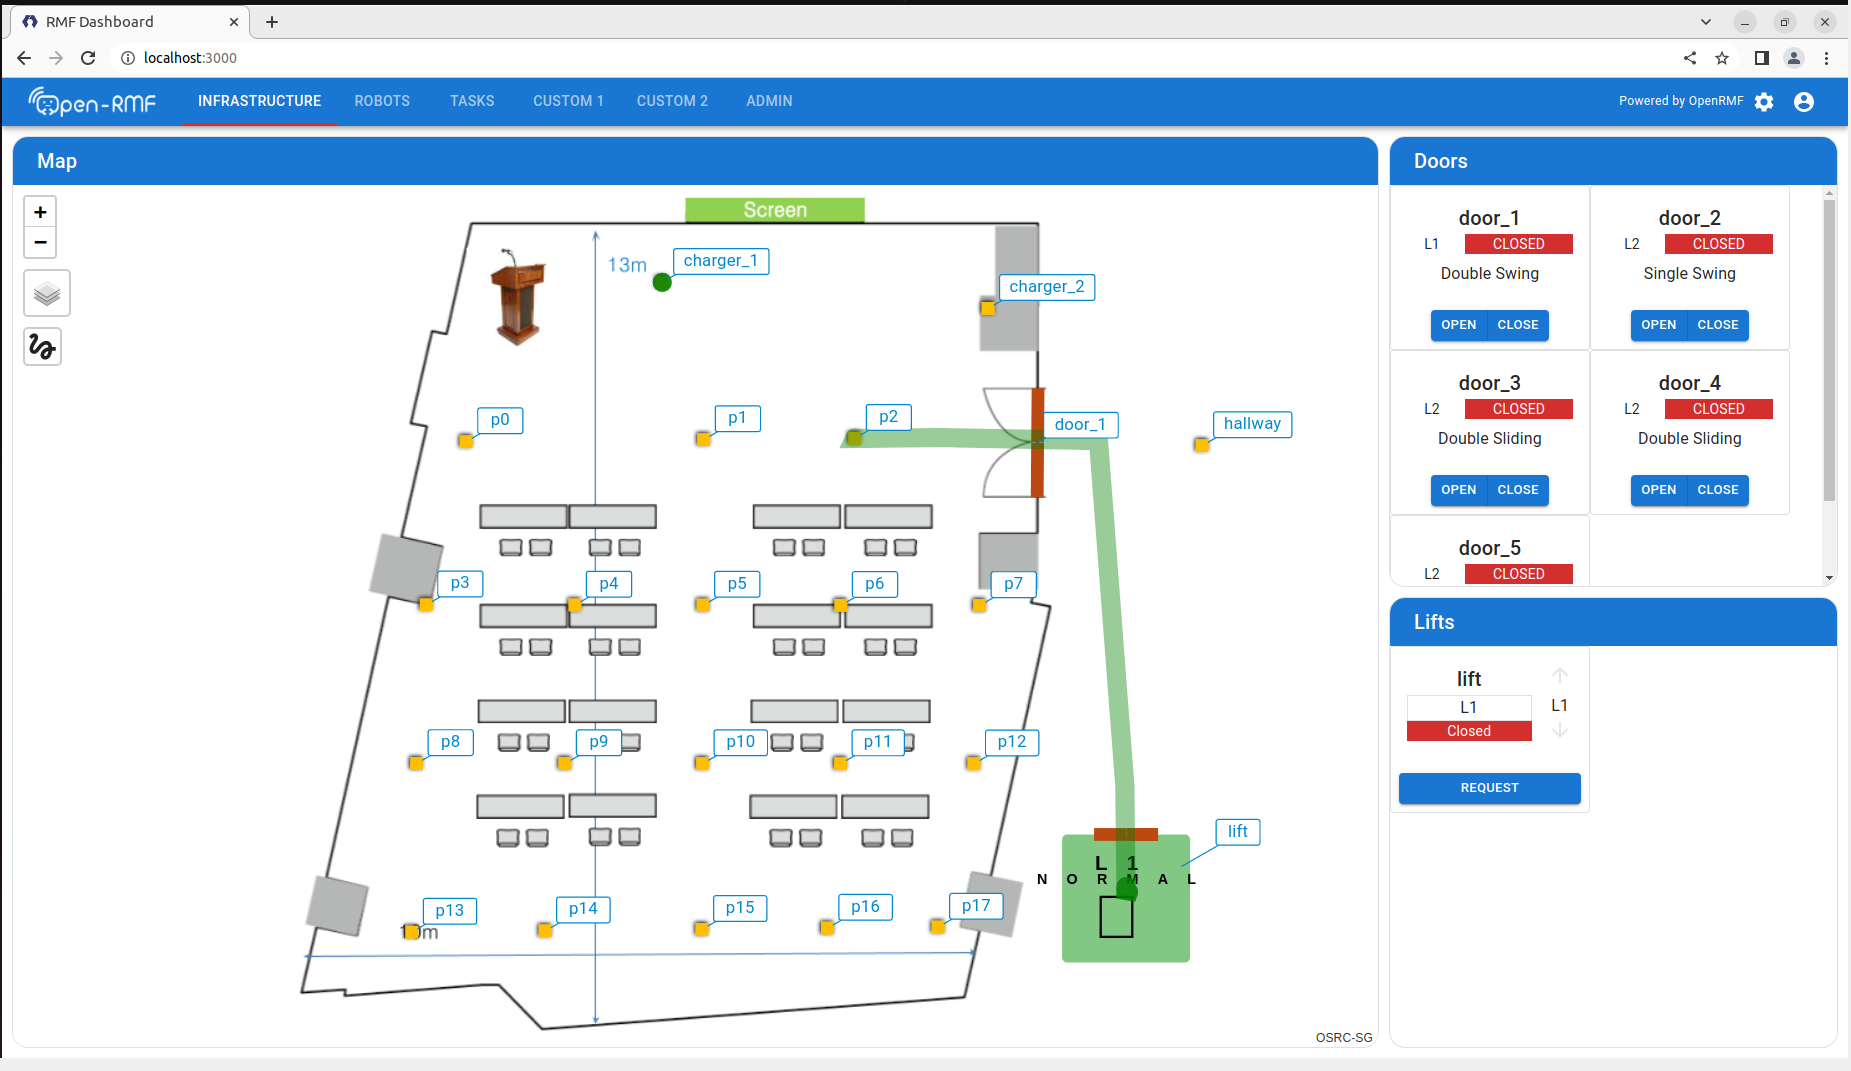 RMF Dashboard
localhost:3000
Open-RMF
INFRASTRUCTURE
ROBOTS
TASKS
CUSTOM 1
CUSTOM 2
ADMIN
Powered by OpenRMF
Map
+
−
Screen
13m
charger_1
charger_2
p0
p1
p2
door_1
hallway
p3
p4
p5
p6
p7
p8
p9
p10
p11
p12
lift
L 1
N O R M A L
p13
p14
p15
p16
p17
OSRC-SG
Doors
door_1
L1 CLOSED
Double Swing
OPEN CLOSE
door_2
L2 CLOSED
Single Swing
OPEN CLOSE
door_3
L2 CLOSED
Double Sliding
OPEN CLOSE
door_4
L2 CLOSED
Double Sliding
OPEN CLOSE
door_5
L2 CLOSED
Lifts
lift
L1
Closed
L1
REQUEST